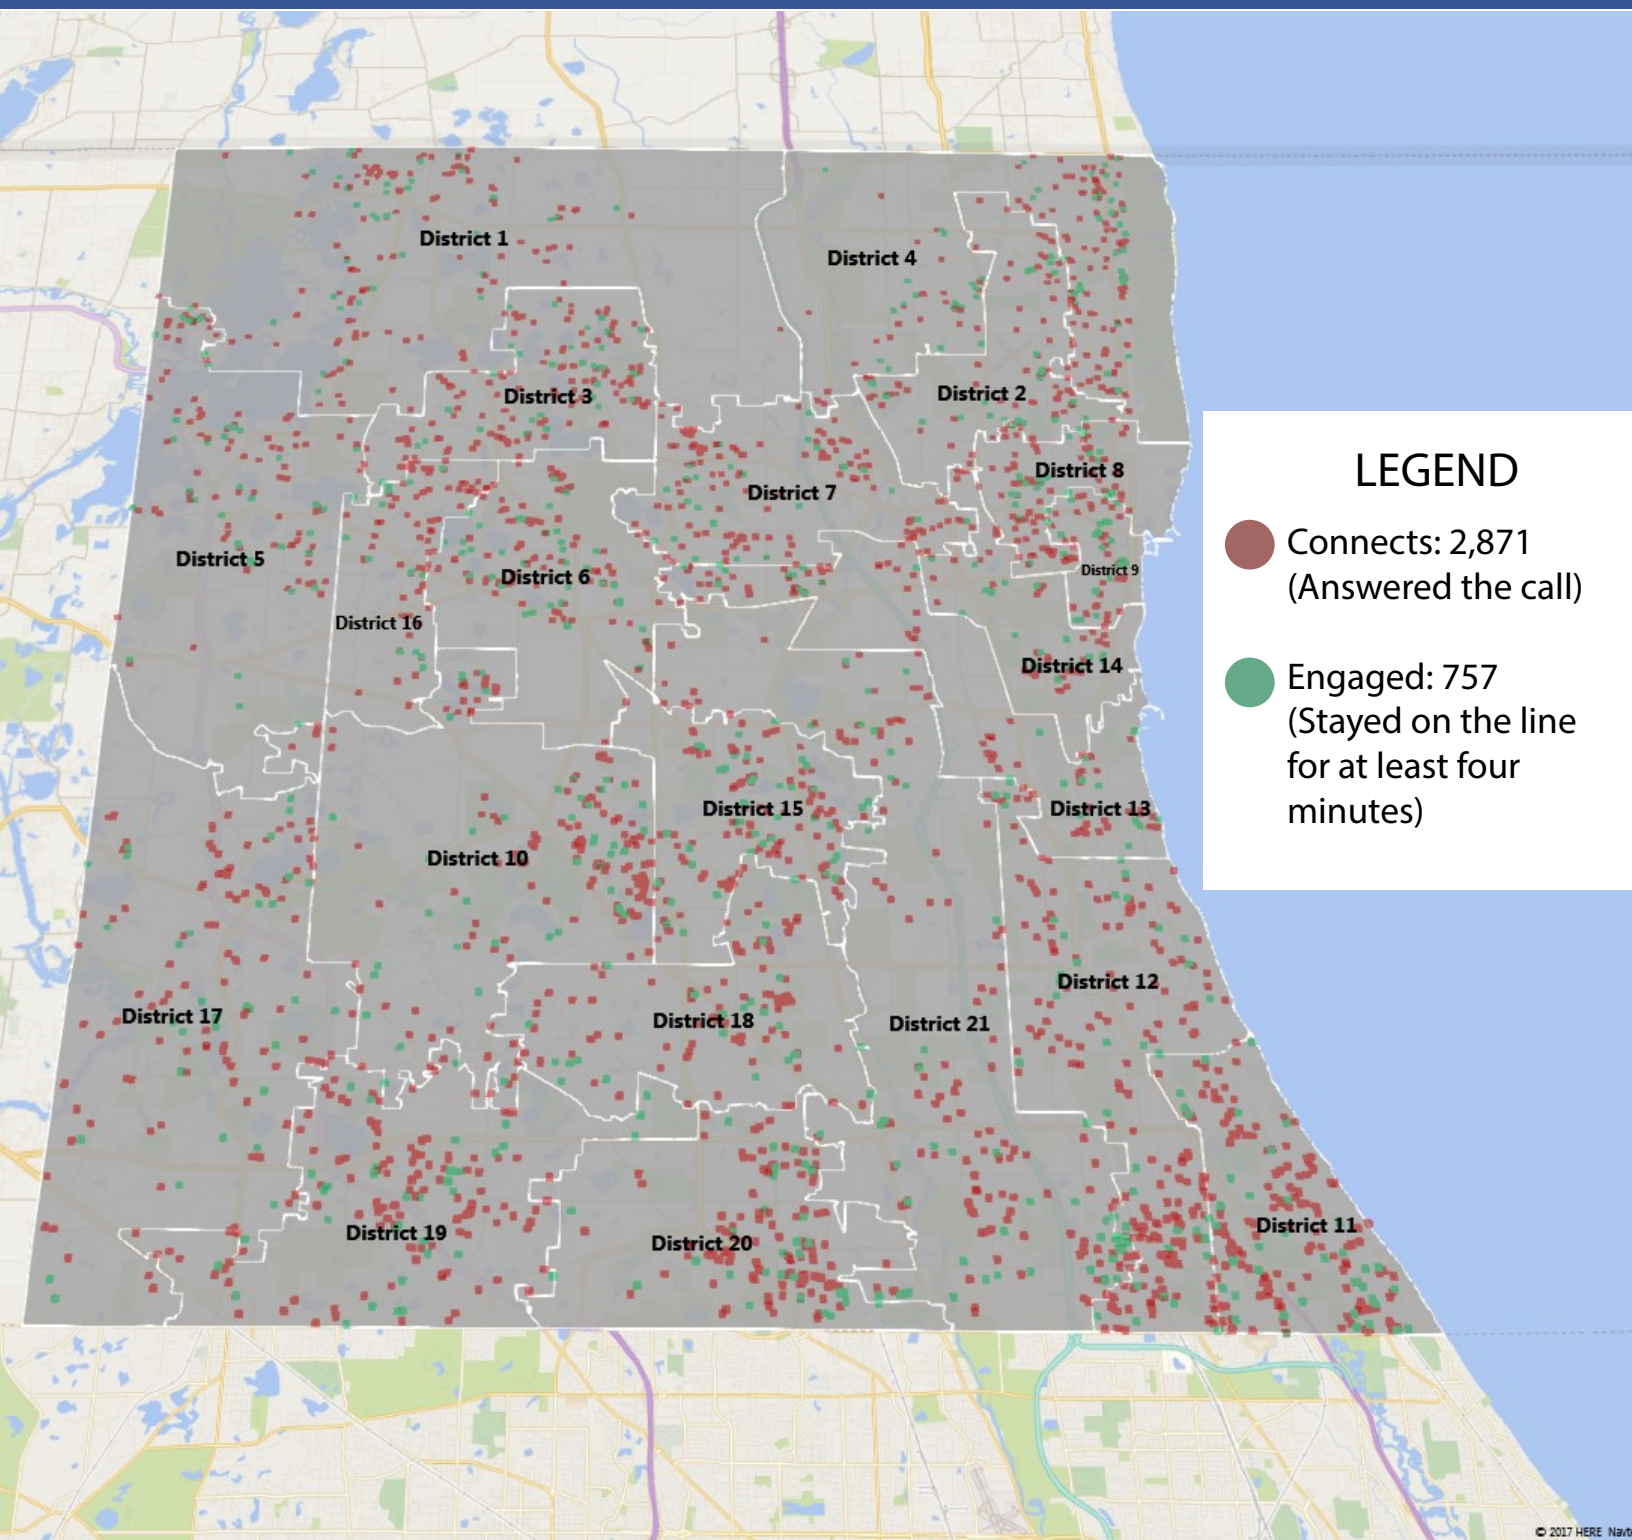 District 1
District 4
District 3
District 2
District 8
District 7
District 5
District 6
District 9
District 16
District 14
District 15
District 13
District 10
District 12
District 17
District 18
District 21
District 11
District 19
District 20
LEGEND
Connects: 2,871
(Answered the call)
Engaged: 757
(Stayed on the line
for at least four
minutes)
© 2017 HERE